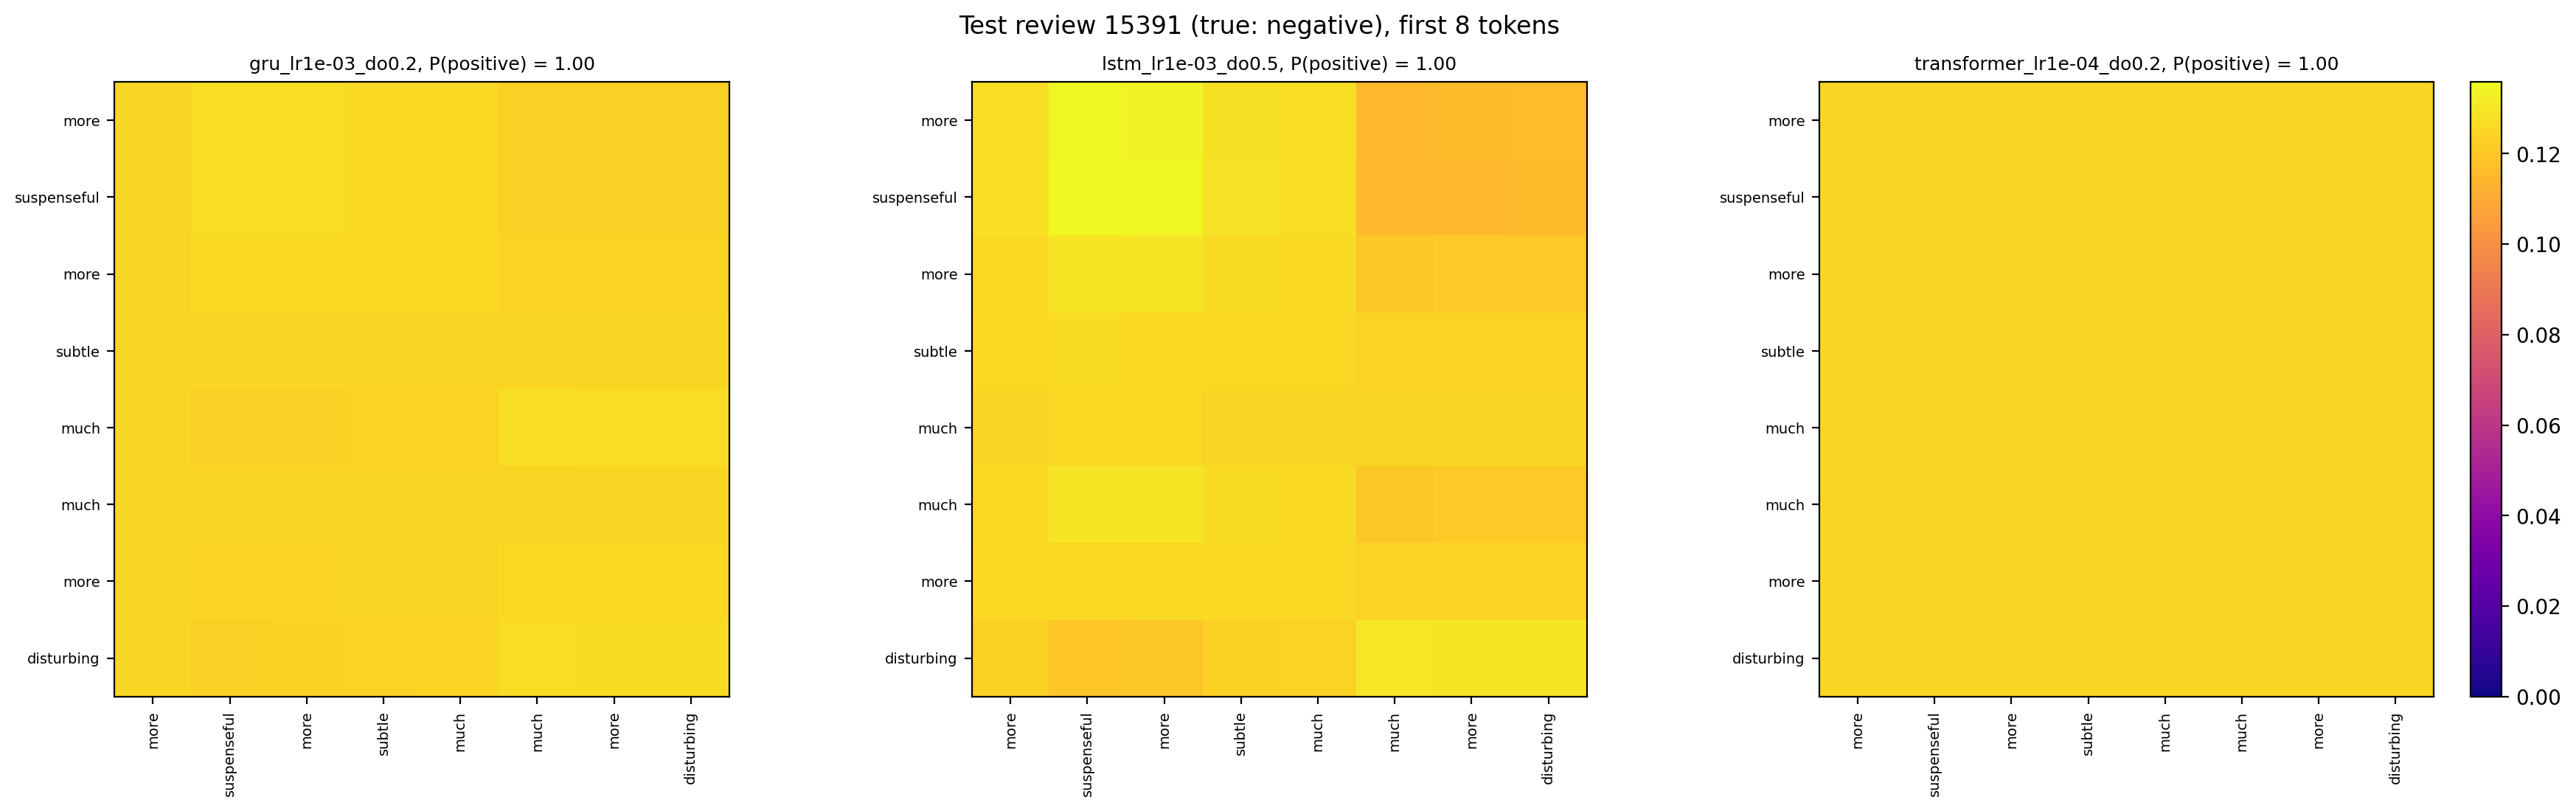 Test review 15391 (true: negative), first 8 tokens
gru_lr1e-03_do0.2, P(positive) = 1.00
more
suspenseful
more
subtle
much
much
more
disturbing
more
suspenseful
more
subtle
much
much
more
disturbing
lstm_lr1e-03_do0.5, P(positive) = 1.00
more
suspenseful
more
subtle
much
much
more
disturbing
more
suspenseful
more
subtle
much
much
more
disturbing
transformer_lr1e-04_do0.2, P(positive) = 1.00
more
suspenseful
more
subtle
much
much
more
disturbing
more
suspenseful
more
subtle
much
much
more
disturbing
0.12
0.10
0.08
0.06
0.04
0.02
0.00